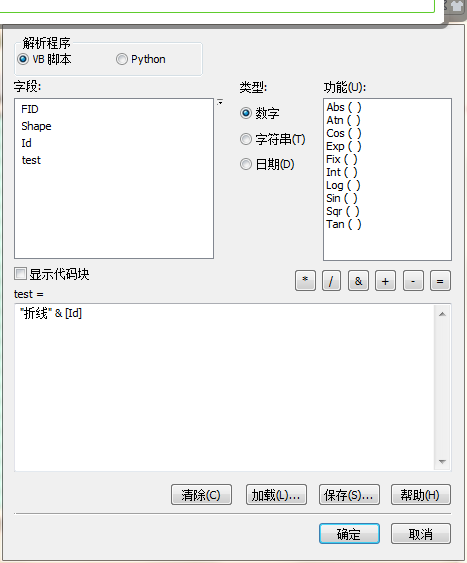 解析程序
VB 脚本
Python
字段:
类型:
功能(U):
FID
Shape
Id
test
数字
字符串(T)
日期(D)
Abs ( )
Atn ( )
Cos ( )
Exp ( )
Fix ( )
Int ( )
Log ( )
Sin ( )
Sqr ( )
Tan ( )
显示代码块
* / & + - =
test =
"折线" & [Id]
清除(C)
加载(L)...
保存(S)...
帮助(H)
确定
取消